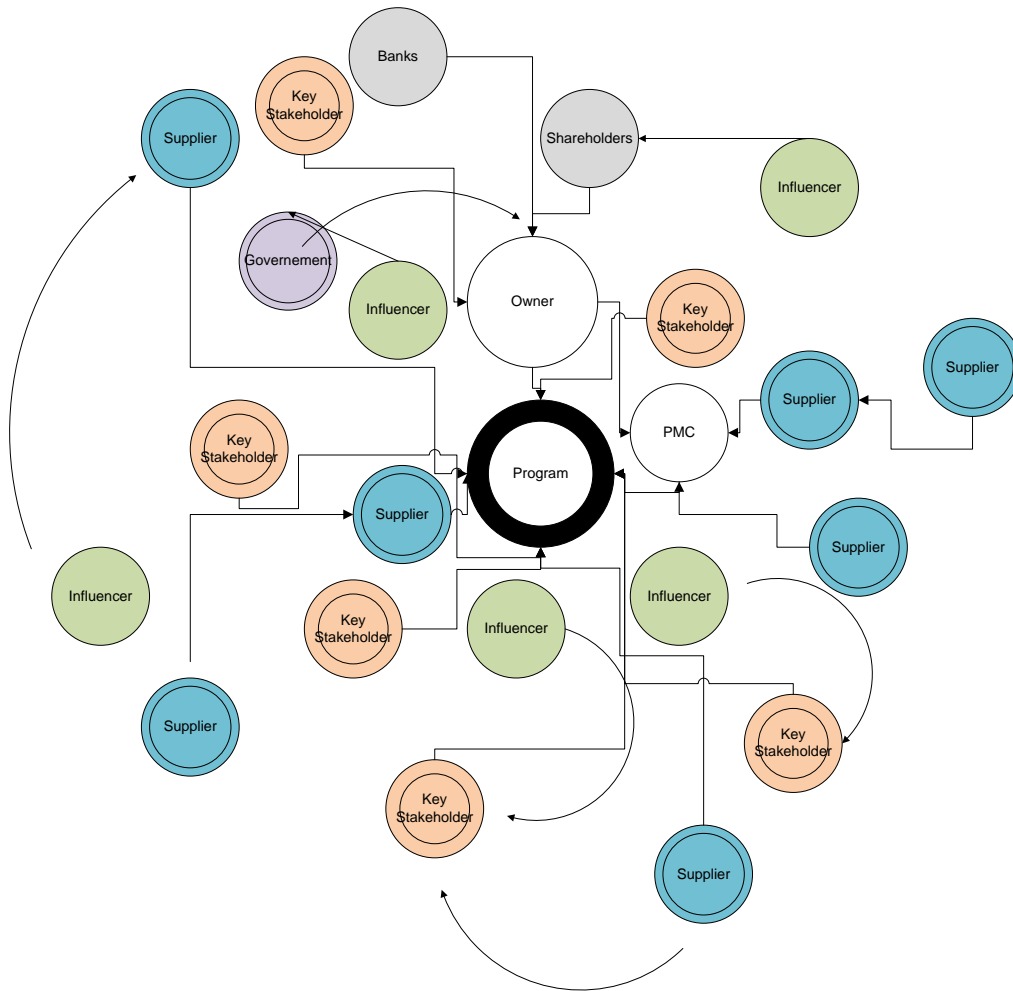 Banks
Key
Stakeholder
Supplier
Shareholders
Influencer
Governement
Influencer
Owner
Key
Stakeholder
Supplier
Supplier
PMC
Key
Stakeholder
Program
Supplier
Supplier
Influencer
Key
Stakeholder
Influencer
Influencer
Supplier
Key
Stakeholder
Key
Stakeholder
Supplier